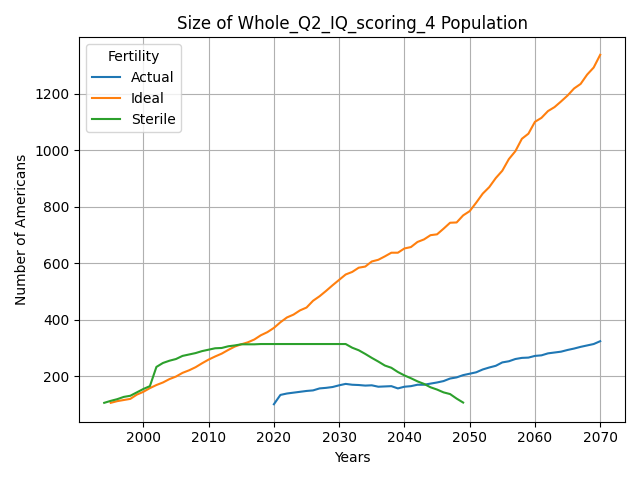 Size of Whole_Q2_IQ_scoring_4 Population
Fertility
Actual
Ideal
Sterile
Number of Americans
1200
1000
800
600
400
200
2000
2010
2020
2030
2040
2050
2060
2070
Years